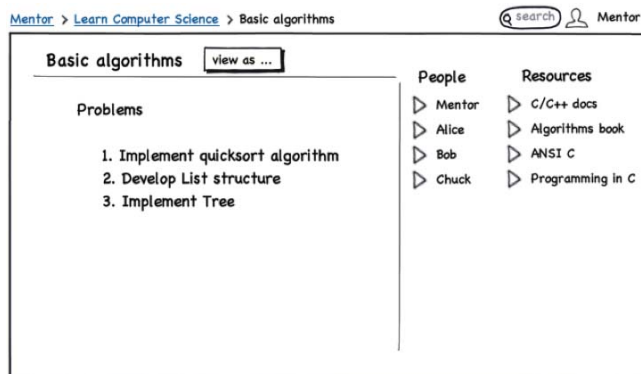 Mentor > Learn Computer Science > Basic algorithms
search
Mentor
Basic algorithms
view as ...
Problems
1. Implement quicksort algorithm
2. Develop List structure
3. Implement Tree
People
Mentor
Alice
Bob
Chuck
Resources
C/C++ docs
Algorithms book
ANSI C
Programming in C